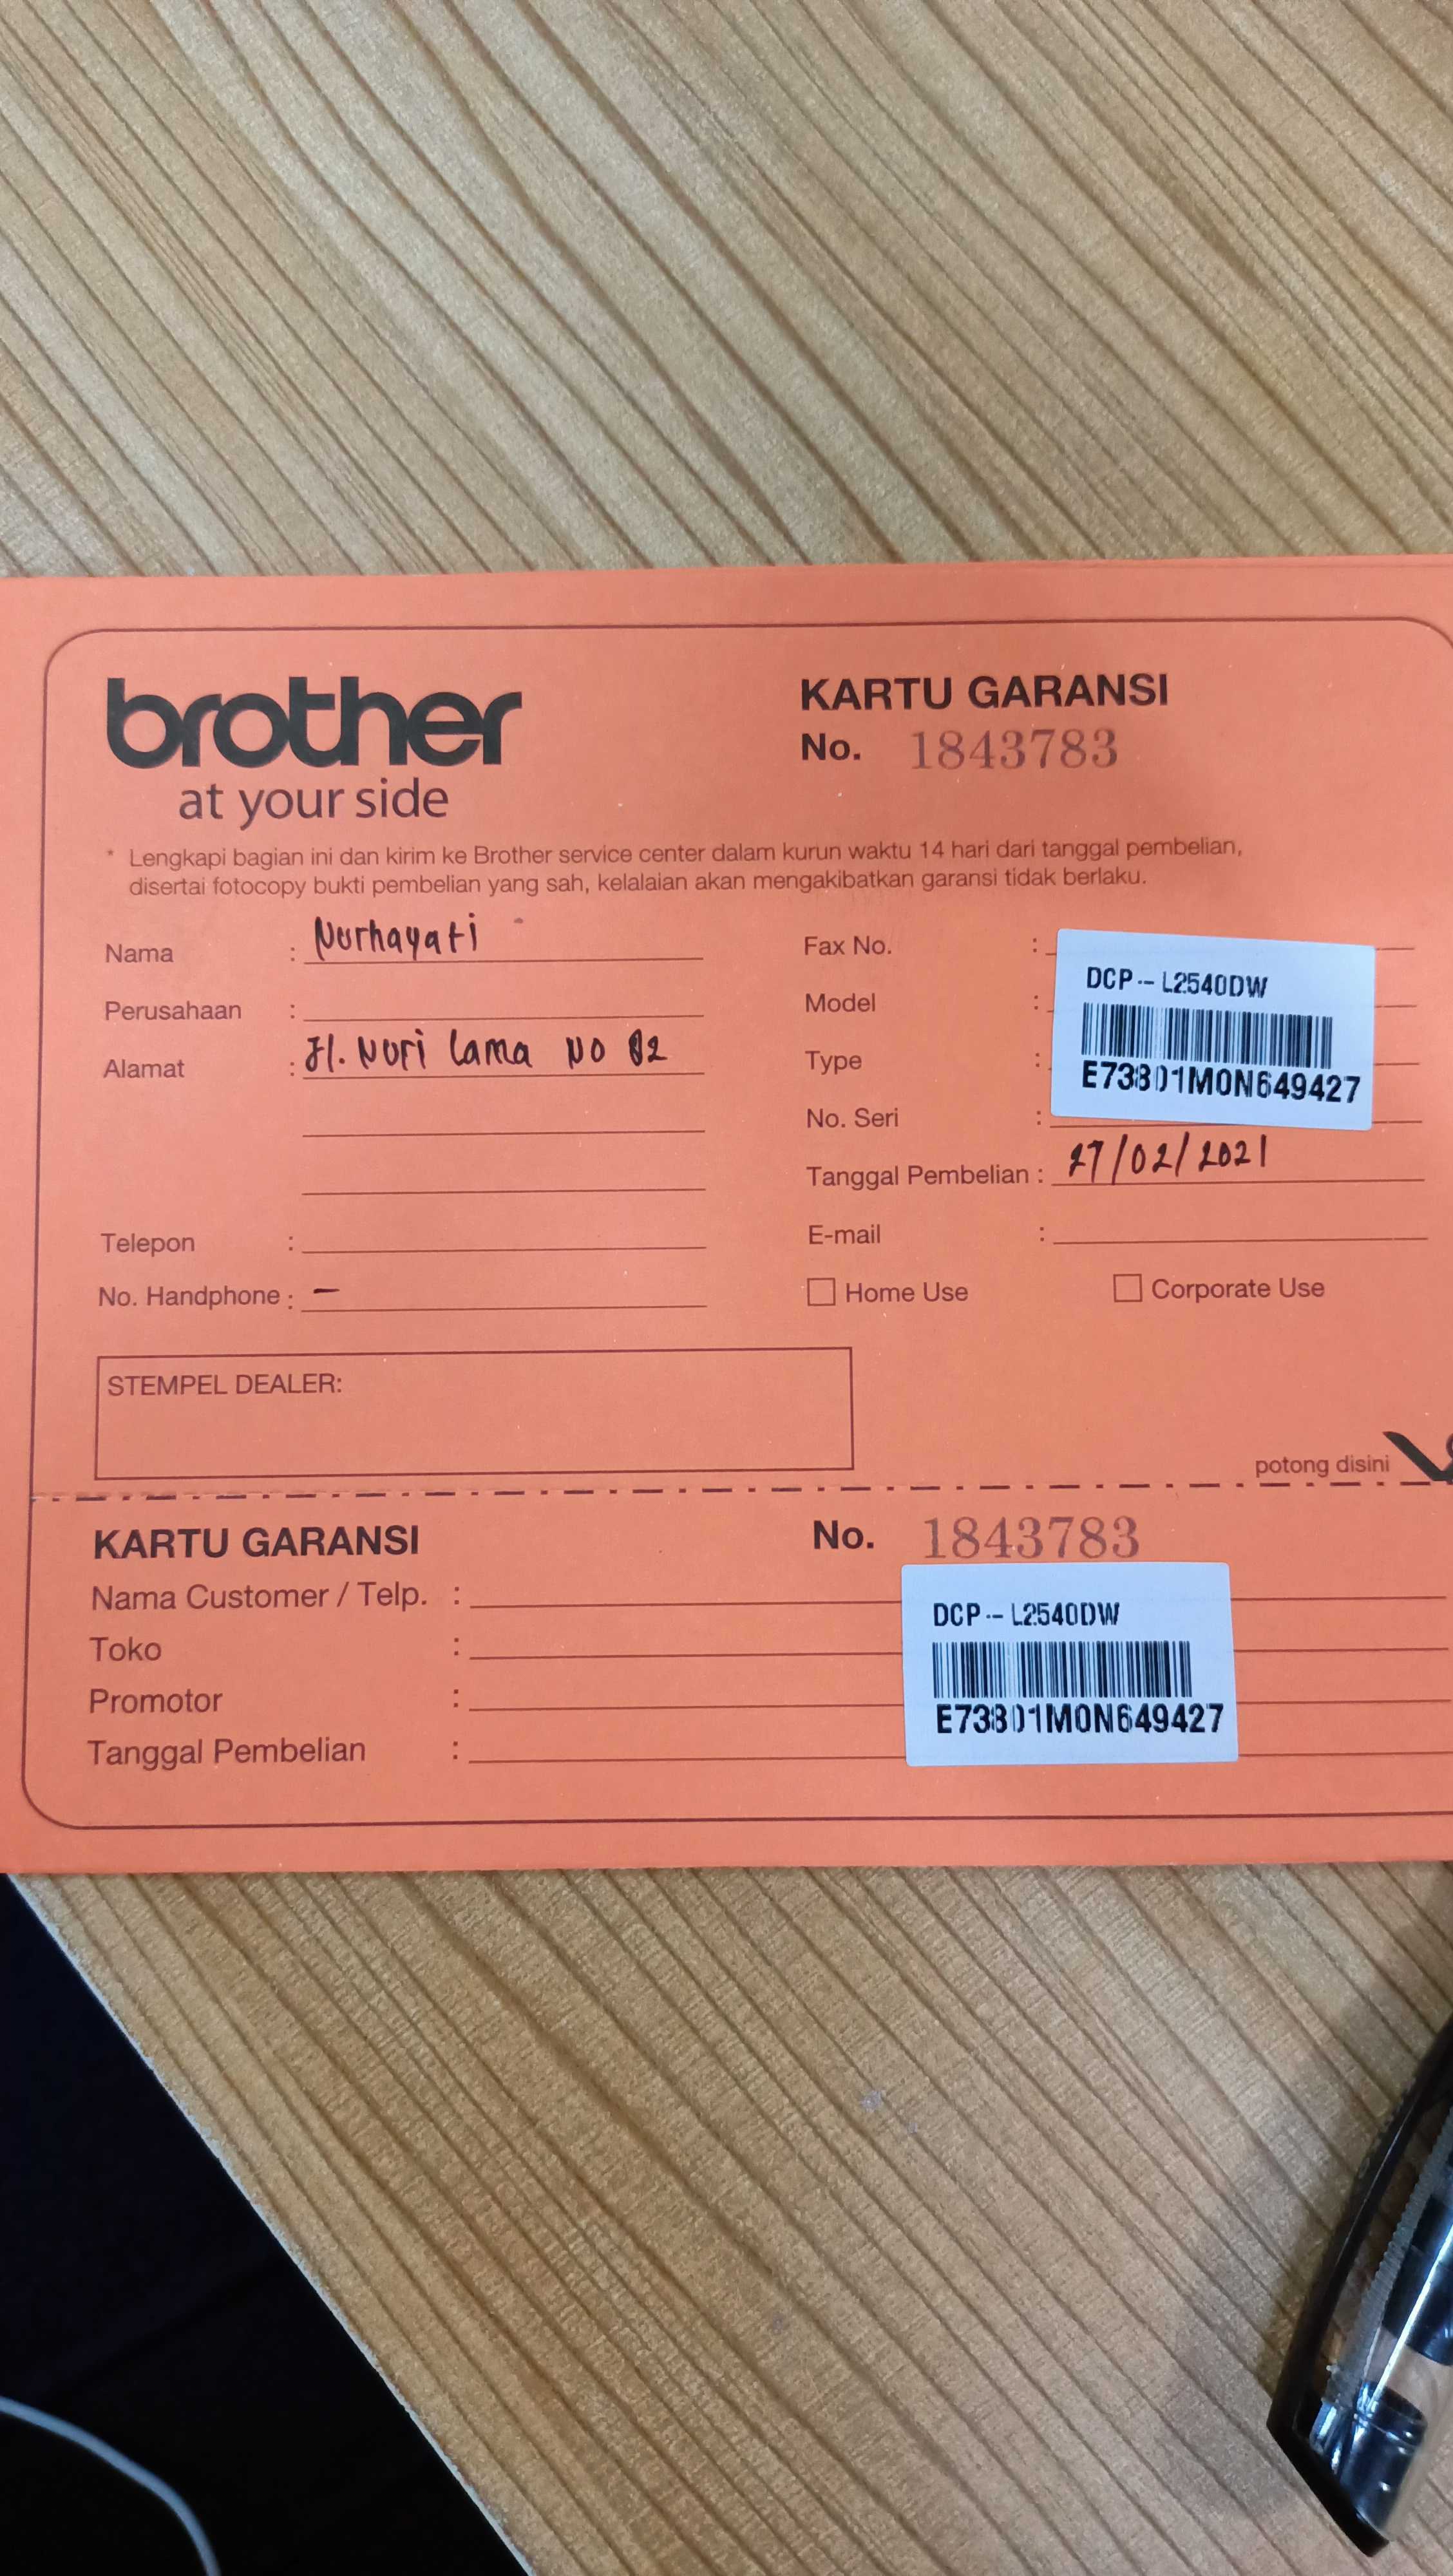 brother
at your side
KARTU GARANSI
No. 1843783
* Lengkapi bagian ini dan kirim ke Brother service center dalam kurun waktu 14 hari dari tanggal pembelian,
disertai fotocopy bukti pembelian yang sah, kelalaian akan mengakibatkan garansi tidak berlaku.
Nama : Nurhayati
Perusahaan :
Alamat : Jl. Nuri Lama NO 82
Telepon :
No. Handphone : –
Fax No. :
Model :
Type :
No. Seri :
DCP-L2540DW
E73801M0N649427
Tanggal Pembelian : 27/02/2021
E-mail :
Home Use
Corporate Use
STEMPEL DEALER:
potong disini
KARTU GARANSI
No. 1843783
Nama Customer / Telp. :
Toko :
Promotor :
Tanggal Pembelian :
DCP-L2540DW
E73801M0N649427